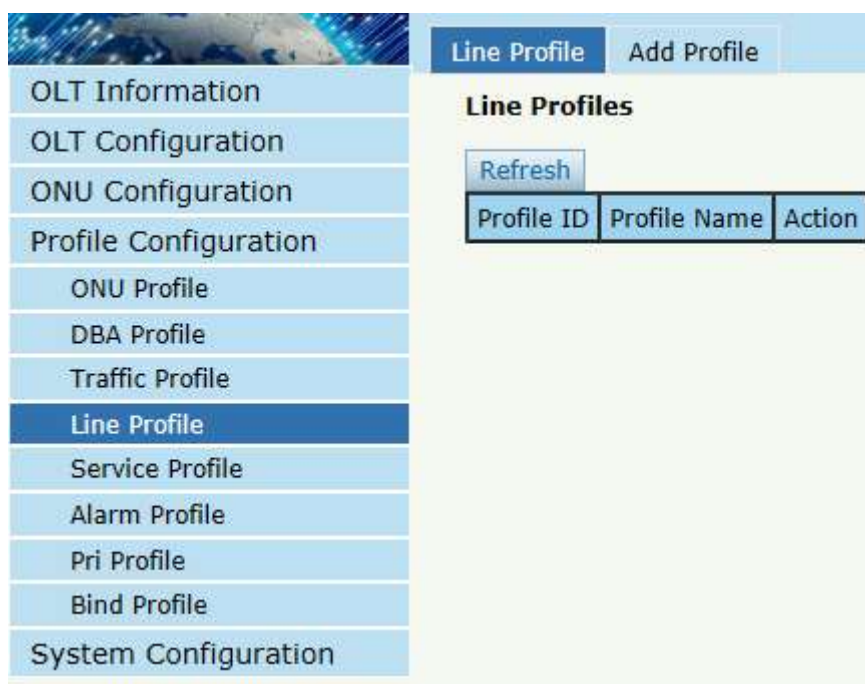 OLT Information
OLT Configuration
ONU Configuration
Profile Configuration
ONU Profile
DBA Profile
Traffic Profile
Line Profile
Service Profile
Alarm Profile
Pri Profile
Bind Profile
System Configuration
Line Profile Add Profile
Line Profiles
Refresh
Profile ID Profile Name Action